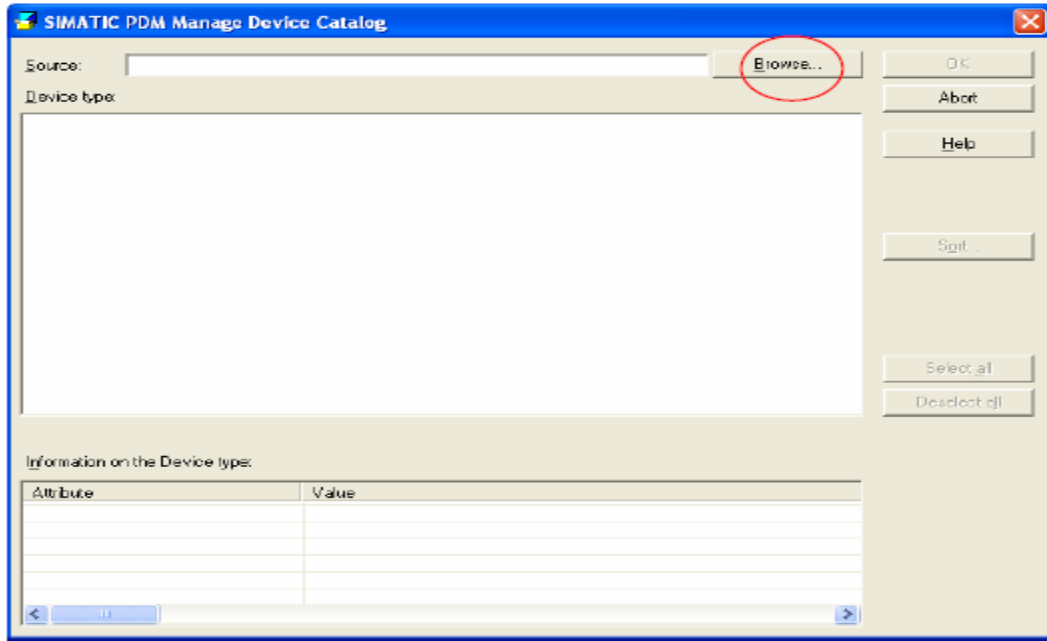 SIMATIC PDM Manage Device Catalog
Source: Browse... OK
Device type: Abort
Help
Sort...
Select all
Deselect all
Information on the Device type:
Attribute Value